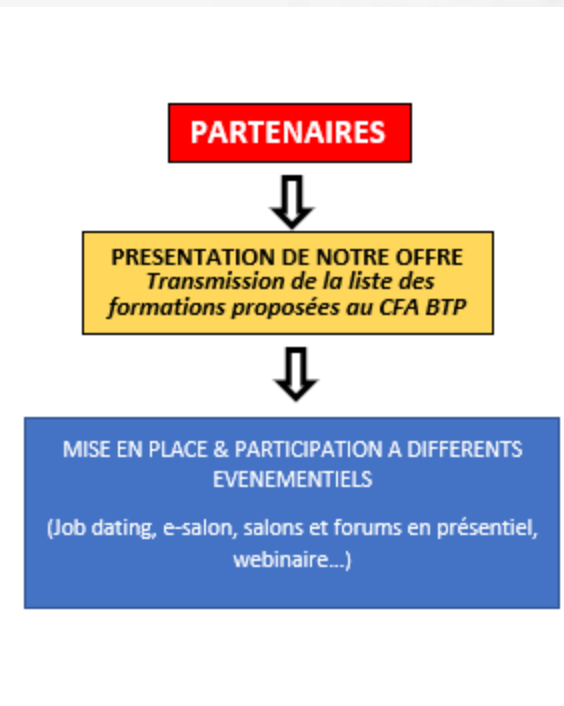 PARTENAIRES
PRESENTATION DE NOTRE OFFRE
Transmission de la liste des
formations proposées au CFA BTP
MISE EN PLACE & PARTICIPATION A DIFFERENTS
EVENEMENTIELS
(Job dating, e-salon, salons et forums en présentiel,
webinaire...)